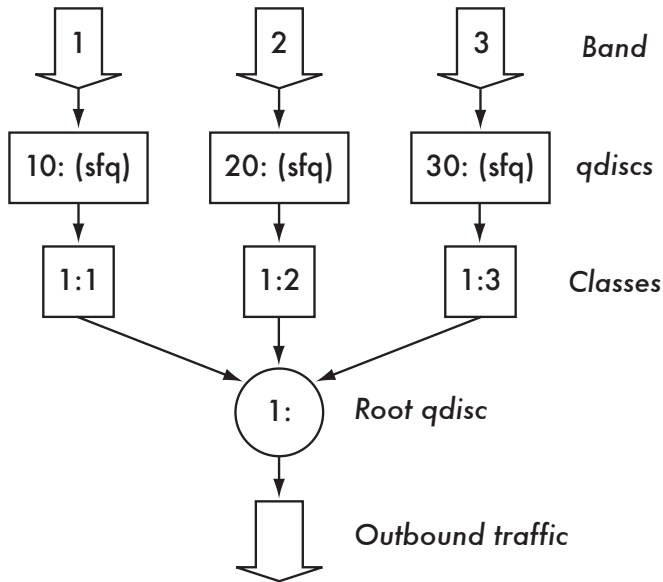 1 2 3 Band
10: (sfq) 20: (sfq) 30: (sfq) qdiscs
1:1 1:2 1:3 Classes
1: Root qdisc
Outbound traffic